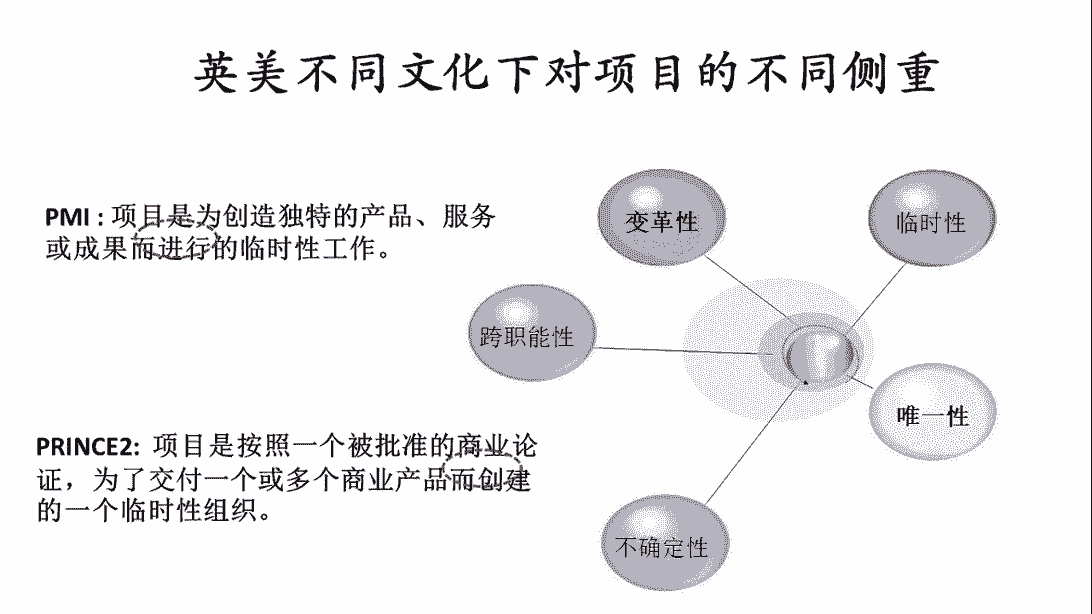 英美不同文化下对项目的不同侧重
PMI : 项目是为创造独特的产品、服务
或成果而进行的临时性工作。
变革性
临时性
跨职能性
唯一性
PRINCE2: 项目是按照一个被批准的商业论
证，为了交付一个或多个商业产品而创建
的一个临时性组织。
不确定性